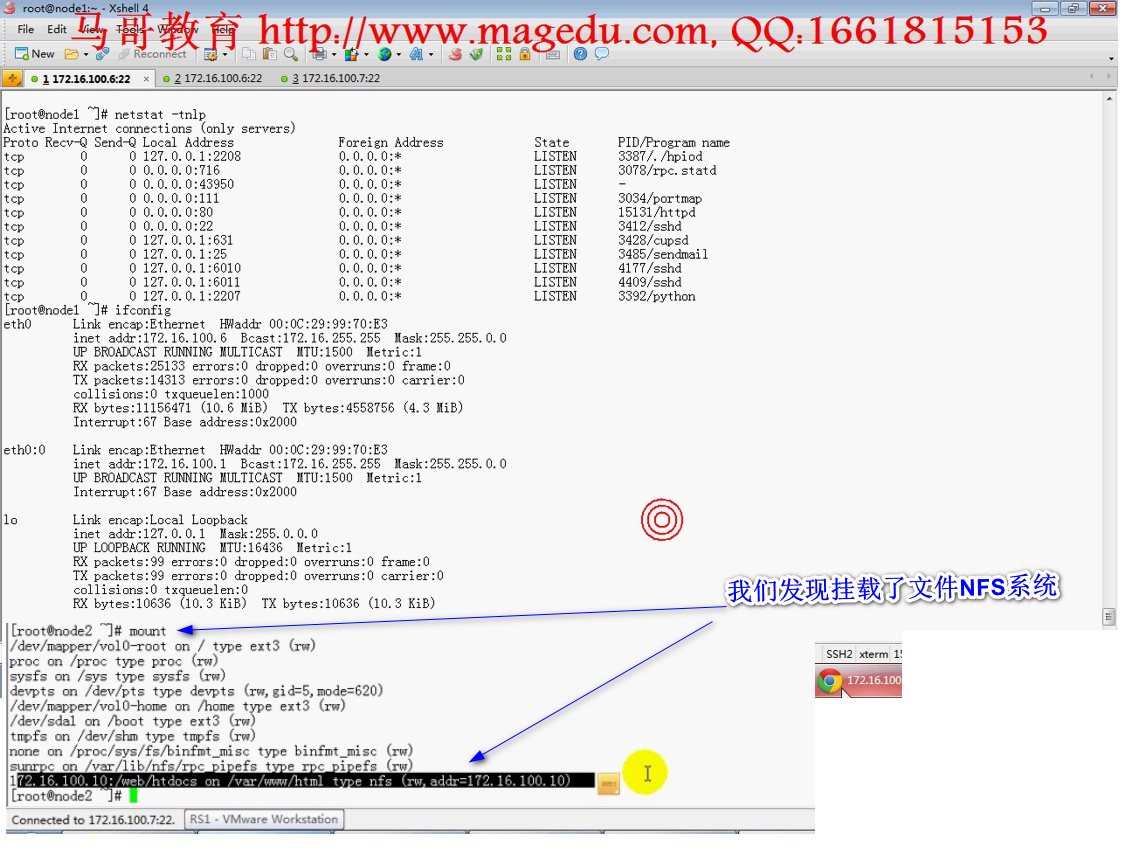 root@node1:~ - Xshell 4
马哥教育 http://www.magedu.com, QQ:1661815153
File Edit View Tools Window Help
New Reconnect
1 172.16.100.6:22 × 2 172.16.100.6:22 3 172.16.100.7:22
[root@node1 ~]# netstat -tnlp
Active Internet connections (only servers)
Proto Recv-Q Send-Q Local Address Foreign Address State PID/Program name
tcp 0 0 127.0.0.1:2208 0.0.0.0:* LISTEN 3387/./hpiod
tcp 0 0 0.0.0.0:716 0.0.0.0:* LISTEN 3078/rpc.statd
tcp 0 0 0.0.0.0:43950 0.0.0.0:* LISTEN -
tcp 0 0 0.0.0.0:111 0.0.0.0:* LISTEN 3034/portmap
tcp 0 0 0.0.0.0:80 0.0.0.0:* LISTEN 15131/httpd
tcp 0 0 0.0.0.0:22 0.0.0.0:* LISTEN 3412/sshd
tcp 0 0 127.0.0.1:631 0.0.0.0:* LISTEN 3428/cupsd
tcp 0 0 127.0.0.1:25 0.0.0.0:* LISTEN 3485/sendmail
tcp 0 0 127.0.0.1:6010 0.0.0.0:* LISTEN 4177/sshd
tcp 0 0 127.0.0.1:6011 0.0.0.0:* LISTEN 4409/sshd
tcp 0 0 127.0.0.1:2207 0.0.0.0:* LISTEN 3392/python
[root@node1 ~]# ifconfig
eth0 Link encap:Ethernet HWaddr 00:0C:29:99:70:E3
inet addr:172.16.100.6 Bcast:172.16.255.255 Mask:255.255.0.0
UP BROADCAST RUNNING MULTICAST MTU:1500 Metric:1
RX packets:25133 errors:0 dropped:0 overruns:0 frame:0
TX packets:14313 errors:0 dropped:0 overruns:0 carrier:0
collisions:0 txqueuelen:1000
RX bytes:11156471 (10.6 MiB) TX bytes:4558756 (4.3 MiB)
Interrupt:67 Base address:0x2000
eth0:0 Link encap:Ethernet HWaddr 00:0C:29:99:70:E3
inet addr:172.16.100.1 Bcast:172.16.255.255 Mask:255.255.0.0
UP BROADCAST RUNNING MULTICAST MTU:1500 Metric:1
Interrupt:67 Base address:0x2000
lo Link encap:Local Loopback
inet addr:127.0.0.1 Mask:255.0.0.0
UP LOOPBACK RUNNING MTU:16436 Metric:1
RX packets:99 errors:0 dropped:0 overruns:0 frame:0
TX packets:99 errors:0 dropped:0 overruns:0 carrier:0
collisions:0 txqueuelen:0
RX bytes:10636 (10.3 KiB) TX bytes:10636 (10.3 KiB)
我们发现挂载了文件NFS系统
[root@node2 ~]# mount
/dev/mapper/vol0-root on / type ext3 (rw)
proc on /proc type proc (rw)
sysfs on /sys type sysfs (rw)
devpts on /dev/pts type devpts (rw,gid=5,mode=620)
/dev/mapper/vol0-home on /home type ext3 (rw)
/dev/sda1 on /boot type ext3 (rw)
tmpfs on /dev/shm type tmpfs (rw)
none on /proc/sys/fs/binfmt_misc type binfmt_misc (rw)
sunrpc on /var/lib/nfs/rpc_pipefs type rpc_pipefs (rw)
172.16.100.10:/web/htdocs on /var/www/html type nfs (rw,addr=172.16.100.10)
[root@node2 ~]#
SSH2 xterm 15
172.16.100
Connected to 172.16.100.7:22. RS1 - VMware Workstation